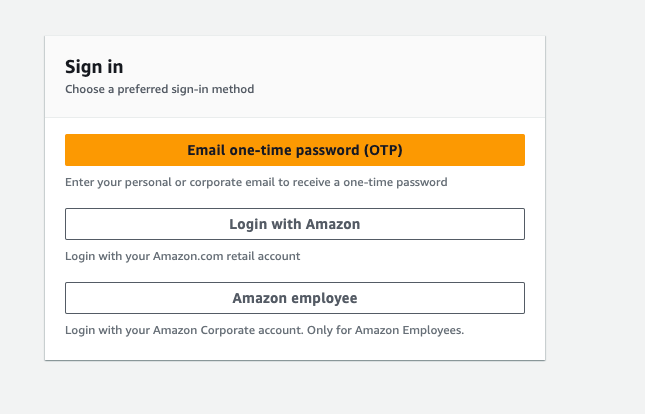 Sign in
Choose a preferred sign-in method
Email one-time password (OTP)
Enter your personal or corporate email to receive a one-time password
Login with Amazon
Login with your Amazon.com retail account
Amazon employee
Login with your Amazon Corporate account. Only for Amazon Employees.